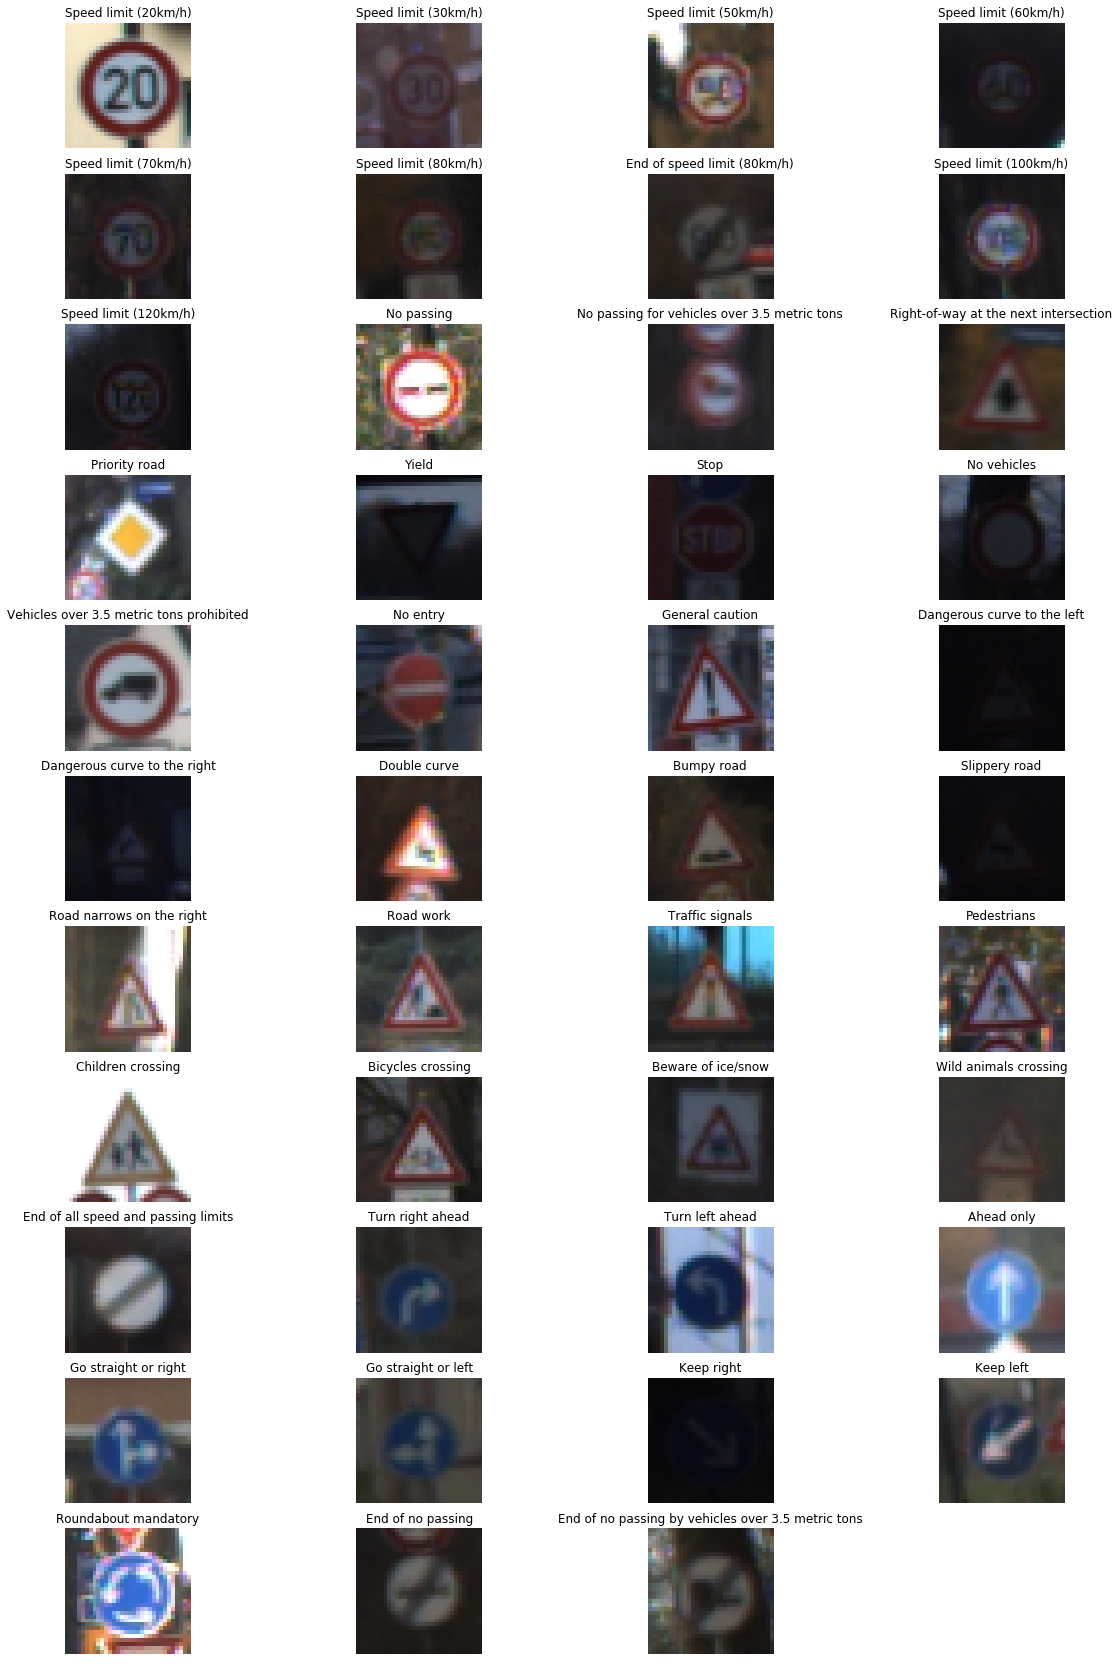 Speed limit (20km/h)
Speed limit (30km/h)
Speed limit (50km/h)
Speed limit (60km/h)
20
30
60
Speed limit (70km/h)
Speed limit (80km/h)
End of speed limit (80km/h)
Speed limit (100km/h)
70
Speed limit (120km/h)
No passing
No passing for vehicles over 3.5 metric tons
Right-of-way at the next intersection
120
Priority road
Yield
Stop
No vehicles
STOP
Vehicles over 3.5 metric tons prohibited
No entry
General caution
Dangerous curve to the left
Dangerous curve to the right
Double curve
Bumpy road
Slippery road
Road narrows on the right
Road work
Traffic signals
Pedestrians
Children crossing
Bicycles crossing
Beware of ice/snow
Wild animals crossing
End of all speed and passing limits
Turn right ahead
Turn left ahead
Ahead only
Go straight or right
Go straight or left
Keep right
Keep left
Roundabout mandatory
End of no passing
End of no passing by vehicles over 3.5 metric tons